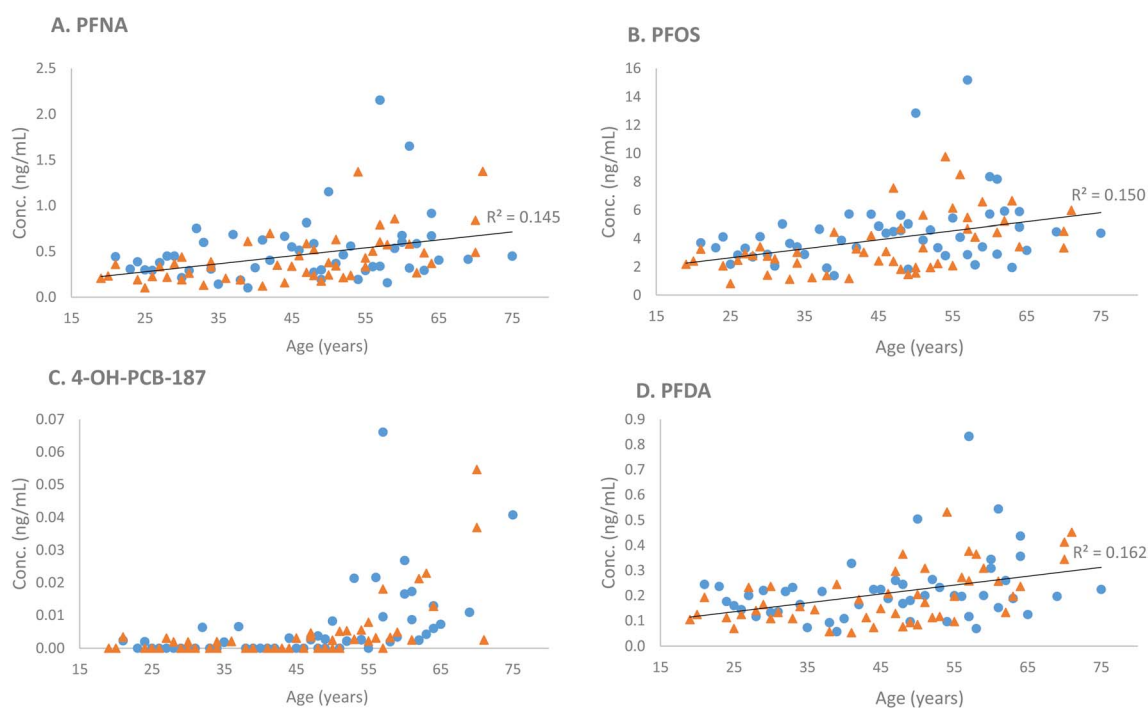 A. PFNA
2.5
2.0
1.5
1.0
0.5
0.0
Conc. (ng/mL)
R² = 0.145
15 25 35 45 55 65 75
Age (years)
B. PFOS
16
14
12
10
8
6
4
2
0
Conc. (ng/mL)
R² = 0.150
15 25 35 45 55 65 75
Age (years)
C. 4-OH-PCB-187
0.07
0.06
0.05
0.04
0.03
0.02
0.01
0.00
Conc. (ng/mL)
15 25 35 45 55 65 75
Age (years)
D. PFDA
0.9
0.8
0.7
0.6
0.5
0.4
0.3
0.2
0.1
0.0
Conc. (ng/mL)
R² = 0.162
15 25 35 45 55 65 75
Age (years)